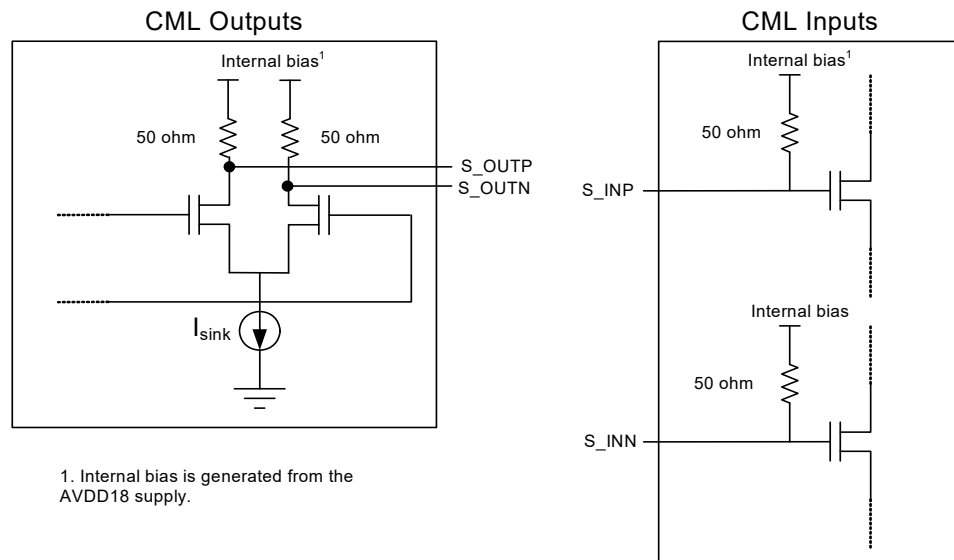 CML Outputs
Internal bias¹
50 ohm
50 ohm
S_OUTP
S_OUTN
Isink
1. Internal bias is generated from the
AVDD18 supply.
CML Inputs
Internal bias¹
50 ohm
S_INP
Internal bias
50 ohm
S_INN